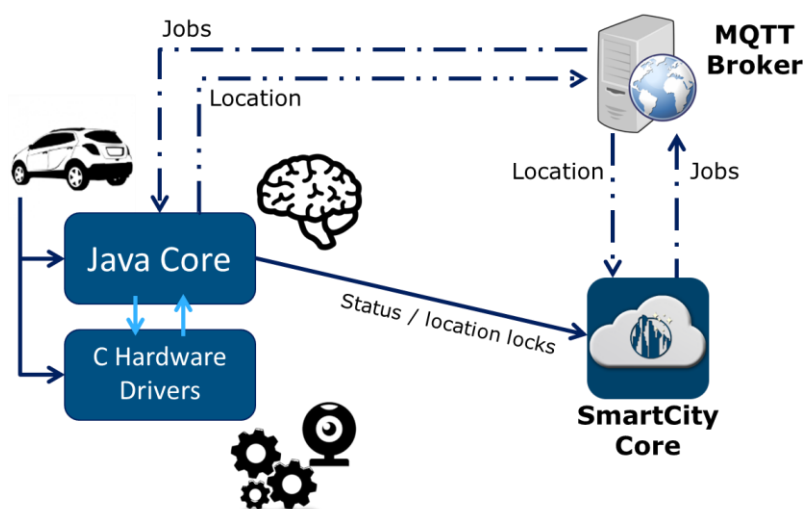 Jobs
MQTT
Broker
Location
Location
Jobs
Java Core
Status / location locks
C Hardware
Drivers
SmartCity
Core